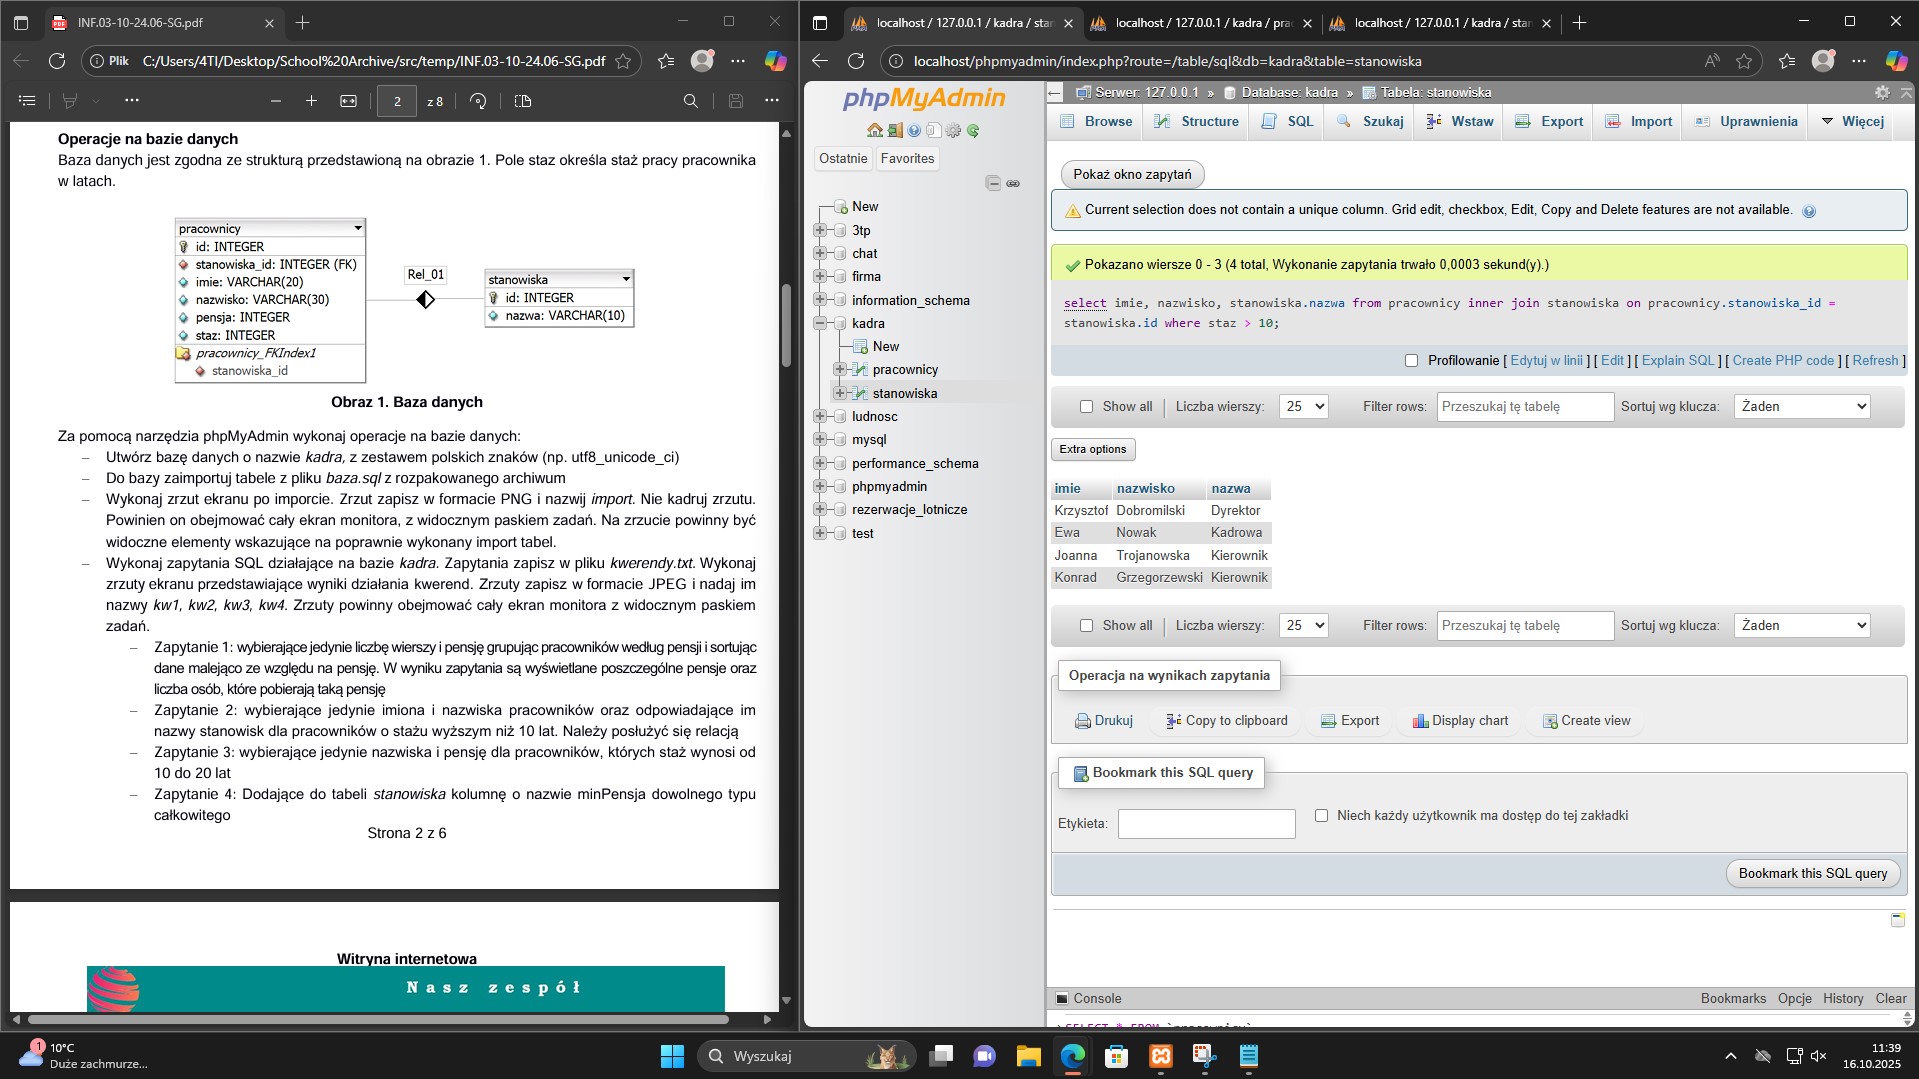 INF.03-10-24.06-SG.pdf
Plik
C:/Users/4TI/Desktop/School%20Archive/src/temp/INF.03-10-24.06-SG.pdf
2
z 8
Operacje na bazie danych
Baza danych jest zgodna ze strukturą przedstawioną na obrazie 1. Pole staz określa staż pracy pracownika
w latach.
pracownicy
id: INTEGER
stanowiska_id: INTEGER (FK)
imie: VARCHAR(20)
nazwisko: VARCHAR(30)
pensja: INTEGER
staz: INTEGER
pracownicy_FKIndex1
stanowiska_id
Rel_01
stanowiska
id: INTEGER
nazwa: VARCHAR(10)
Obraz 1. Baza danych
Za pomocą narzędzia phpMyAdmin wykonaj operacje na bazie danych:
– Utwórz bazę danych o nazwie kadra, z zestawem polskich znaków (np. utf8_unicode_ci)
– Do bazy zaimportuj tabele z pliku baza.sql z rozpakowanego archiwum
– Wykonaj zrzut ekranu po imporcie. Zrzut zapisz w formacie PNG i nazwij import. Nie kadruj zrzutu.
Powinien on obejmować cały ekran monitora, z widocznym paskiem zadań. Na zrzucie powinny być
widoczne elementy wskazujące na poprawnie wykonany import tabel.
– Wykonaj zapytania SQL działające na bazie kadra. Zapytania zapisz w pliku kwerendy.txt. Wykonaj
zrzuty ekranu przedstawiające wyniki działania kwerend. Zrzuty zapisz w formacie JPEG i nadaj im
nazwy kw1, kw2, kw3, kw4. Zrzuty powinny obejmować cały ekran monitora z widocznym paskiem
zadań.
– Zapytanie 1: wybierające jedynie liczbę wierszy i pensję grupując pracowników według pensji i sortując
dane malejąco ze względu na pensję. W wyniku zapytania są wyświetlane poszczególne pensje oraz
liczba osób, które pobierają taką pensję
– Zapytanie 2: wybierające jedynie imiona i nazwiska pracowników oraz odpowiadające im
nazwy stanowisk dla pracowników o stażu wyższym niż 10 lat. Należy posłużyć się relacją
– Zapytanie 3: wybierające jedynie nazwiska i pensję dla pracowników, których staż wynosi od
10 do 20 lat
– Zapytanie 4: Dodające do tabeli stanowiska kolumnę o nazwie minPensja dowolnego typu
całkowitego
Strona 2 z 6
Witryna internetowa
Nasz zespół
localhost / 127.0.0.1 / kadra / stan
localhost / 127.0.0.1 / kadra / pra
localhost / 127.0.0.1 / kadra / stan
localhost/phpmyadmin/index.php?route=/table/sql&db=kadra&table=stanowiska
phpMyAdmin
Ostatnie
Favorites
New
3tp
chat
firma
information_schema
kadra
New
pracownicy
stanowiska
ludnosc
mysql
performance_schema
phpmyadmin
rezerwacje_lotnicze
test
Serwer: 127.0.0.1 » Database: kadra » Tabela: stanowiska
Browse
Structure
SQL
Szukaj
Wstaw
Export
Import
Uprawnienia
Więcej
Pokaż okno zapytań
Current selection does not contain a unique column. Grid edit, checkbox, Edit, Copy and Delete features are not available.
Pokazano wiersze 0 - 3 (4 total, Wykonanie zapytania trwało 0,0003 sekund(y).)
select imie, nazwisko, stanowiska.nazwa from pracownicy inner join stanowiska on pracownicy.stanowiska_id =
stanowiska.id where staz > 10;
Profilowanie [ Edytuj w linii ] [ Edit ] [ Explain SQL ] [ Create PHP code ] [ Refresh ]
Show all | Liczba wierszy: 25 Filter rows: Przeszukaj tę tabelę Sortuj wg klucza: Żaden
Extra options
imie nazwisko nazwa
Krzysztof Dobromilski Dyrektor
Ewa Nowak Kadrowa
Joanna Trojanowska Kierownik
Konrad Grzegorzewski Kierownik
Show all | Liczba wierszy: 25 Filter rows: Przeszukaj tę tabelę Sortuj wg klucza: Żaden
Operacja na wynikach zapytania
Drukuj
Copy to clipboard
Export
Display chart
Create view
Bookmark this SQL query
Etykieta:
Niech każdy użytkownik ma dostęp do tej zakładki
Bookmark this SQL query
Console
Bookmarks Opcje History Clear
>SELECT * FROM `pracownicy`
1
10°C
Duże zachmurze...
Wyszukaj
11:39
16.10.2025